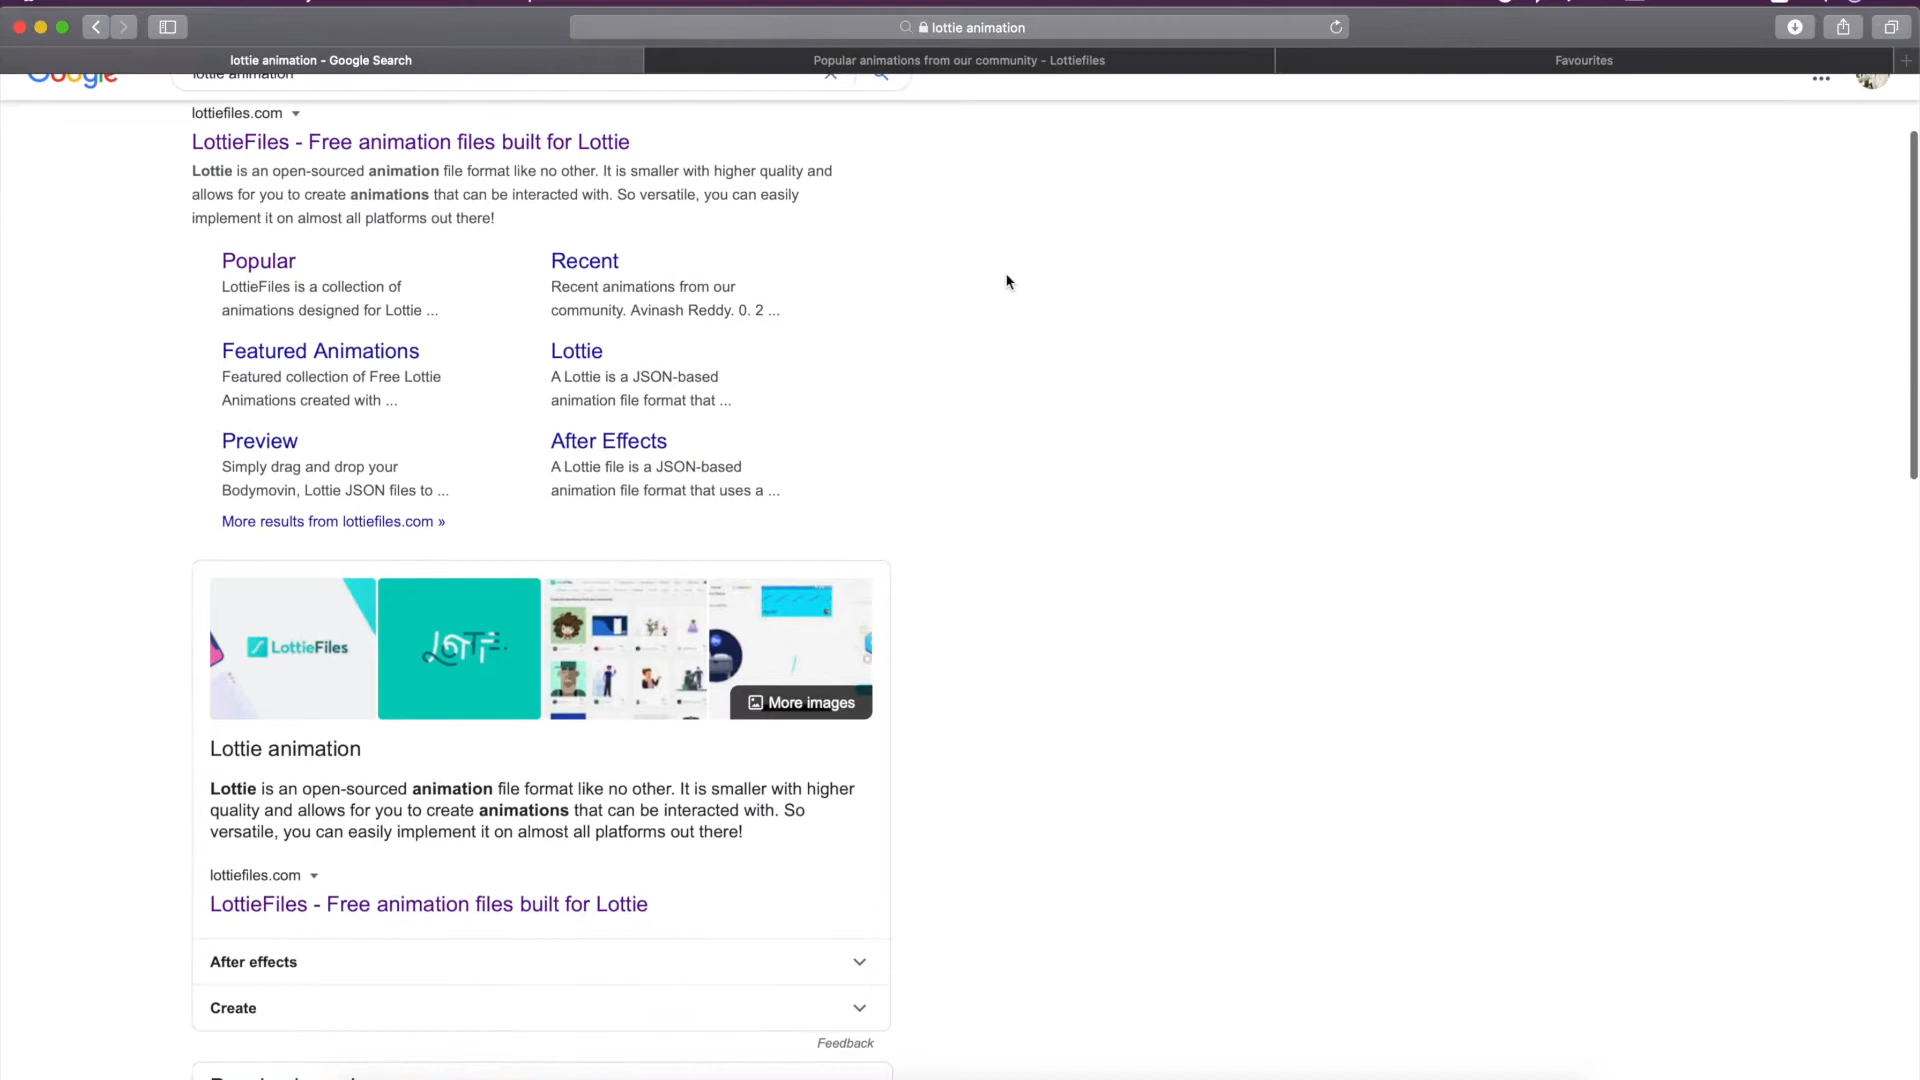 lottie animation
lottie animation - Google Search
Popular animations from our community - Lottiefiles
Favourites
Google
lottie animation
lottiefiles.com
LottieFiles - Free animation files built for Lottie
Lottie is an open-sourced animation file format like no other. It is smaller with higher quality and
allows for you to create animations that can be interacted with. So versatile, you can easily
implement it on almost all platforms out there!
Popular
LottieFiles is a collection of
animations designed for Lottie ...
Recent
Recent animations from our
community. Avinash Reddy. 0. 2 ...
Featured Animations
Featured collection of Free Lottie
Animations created with ...
Lottie
A Lottie is a JSON-based
animation file format that ...
Preview
Simply drag and drop your
Bodymovin, Lottie JSON files to ...
After Effects
A Lottie file is a JSON-based
animation file format that uses a ...
More results from lottiefiles.com »
LottieFiles
LOTTIE
More images
Lottie animation
Lottie is an open-sourced animation file format like no other. It is smaller with higher
quality and allows for you to create animations that can be interacted with. So
versatile, you can easily implement it on almost all platforms out there!
lottiefiles.com
LottieFiles - Free animation files built for Lottie
After effects
Create
Feedback